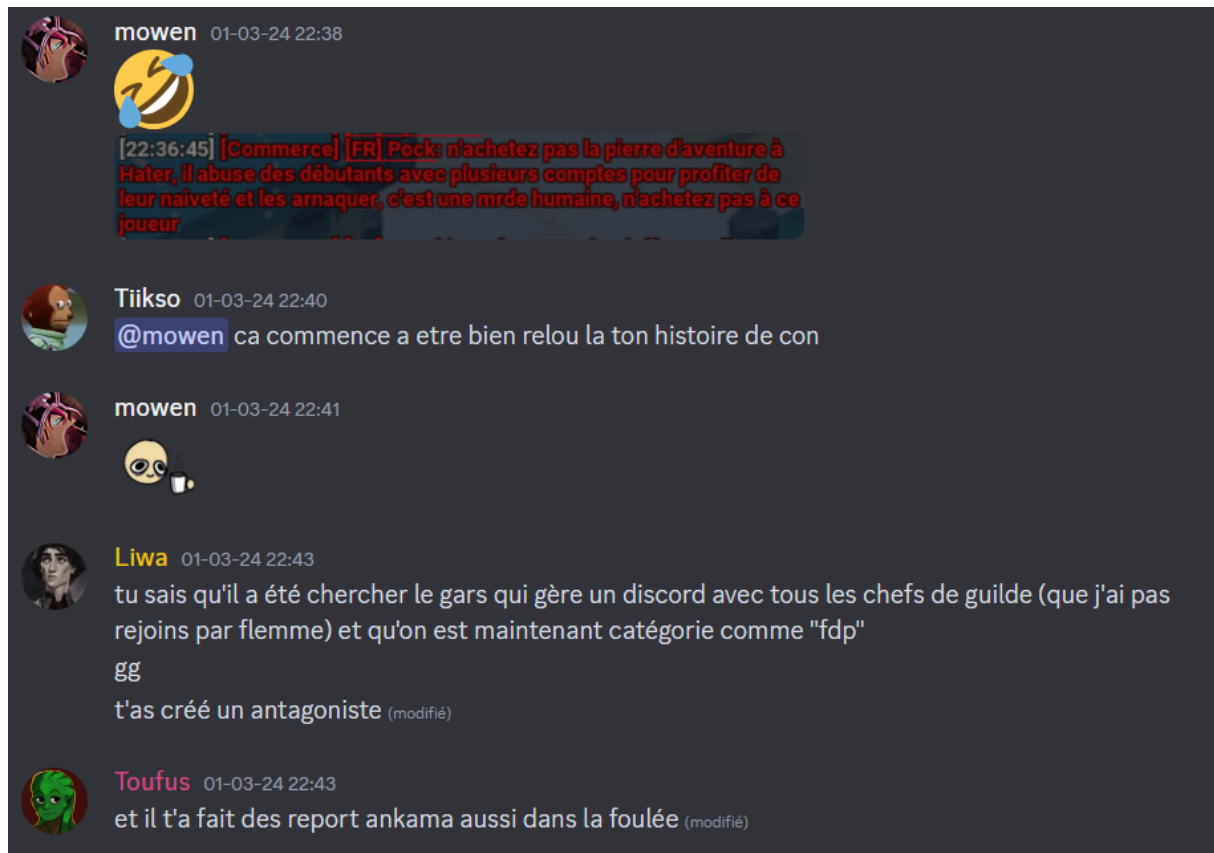 mowen 01-03-24 22:38
[22:36:45] [Commerce] [FR] Pock: n'achetez pas la pierre d'aventure à
Hater, il abuse des débutants avec plusieurs comptes pour profiter de
leur naiveté et les arnaquer, c'est une mrde humaine, n'achetez pas à ce
joueur
Tiikso 01-03-24 22:40
@mowen ca commence a etre bien relou la ton histoire de con
mowen 01-03-24 22:41
Liwa 01-03-24 22:43
tu sais qu'il a été chercher le gars qui gère un discord avec tous les chefs de guilde (que j'ai pas
rejoins par flemme) et qu'on est maintenant catégorie comme "fdp"
gg
t'as créé un antagoniste (modifié)
Toufus 01-03-24 22:43
et il t'a fait des report ankama aussi dans la foulée (modifié)